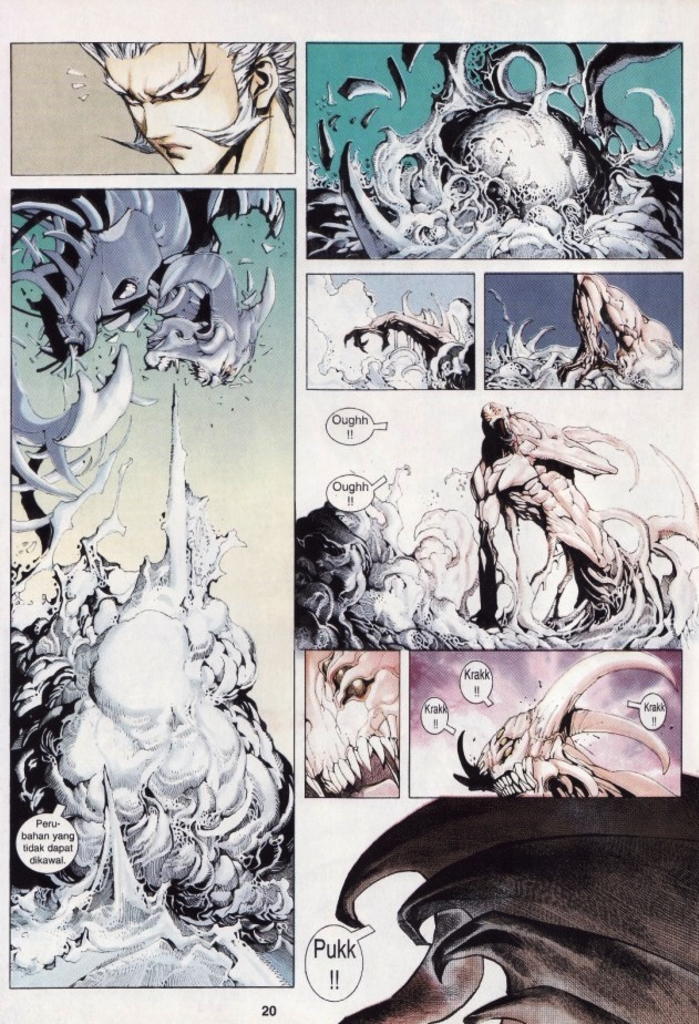 Peru-
bahan yang
tidak dapat
dikawal.
Oughh
!!
Oughh
!!
Krakk
!!
Krakk
!!
Krakk
!!
Pukk
!!
20